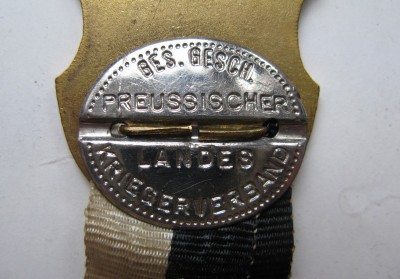 GES. GESCH.
PREUSSISCHER
LANDES
KRIEGERVERBAND